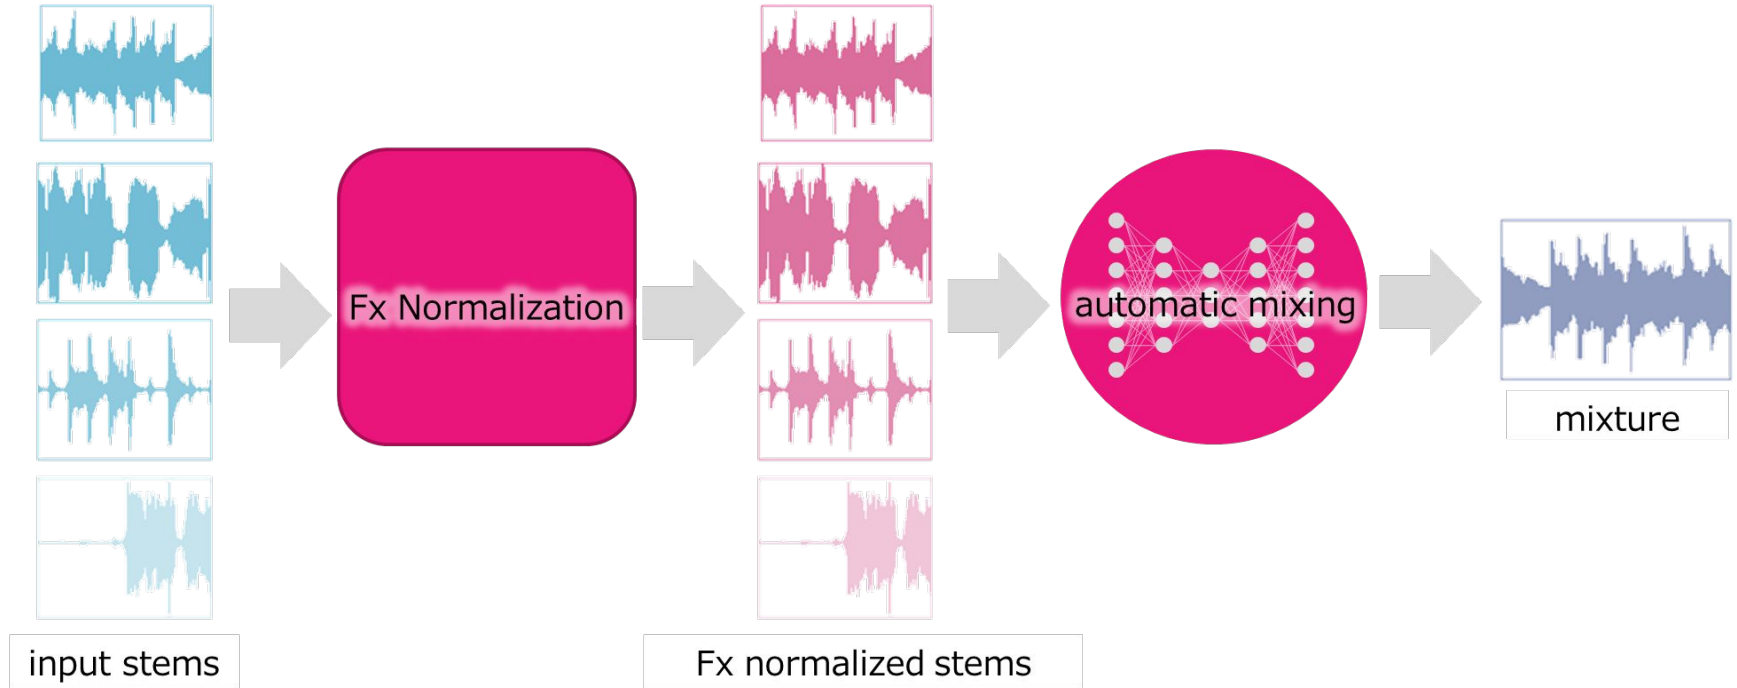 Fx Normalization
automatic mixing
mixture
input stems
Fx normalized stems